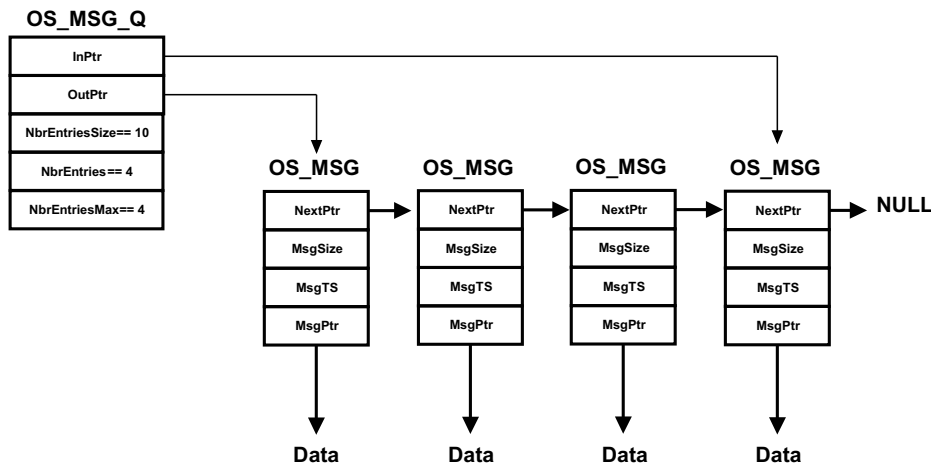 OS_MSG_Q
InPtr
OutPtr
NbrEntriesSize== 10
NbrEntries== 4
NbrEntriesMax== 4
OS_MSG OS_MSG OS_MSG OS_MSG
NextPtr NextPtr NextPtr NextPtr NULL
MsgSize MsgSize MsgSize MsgSize
MsgTS MsgTS MsgTS MsgTS
MsgPtr MsgPtr MsgPtr MsgPtr
Data Data Data Data